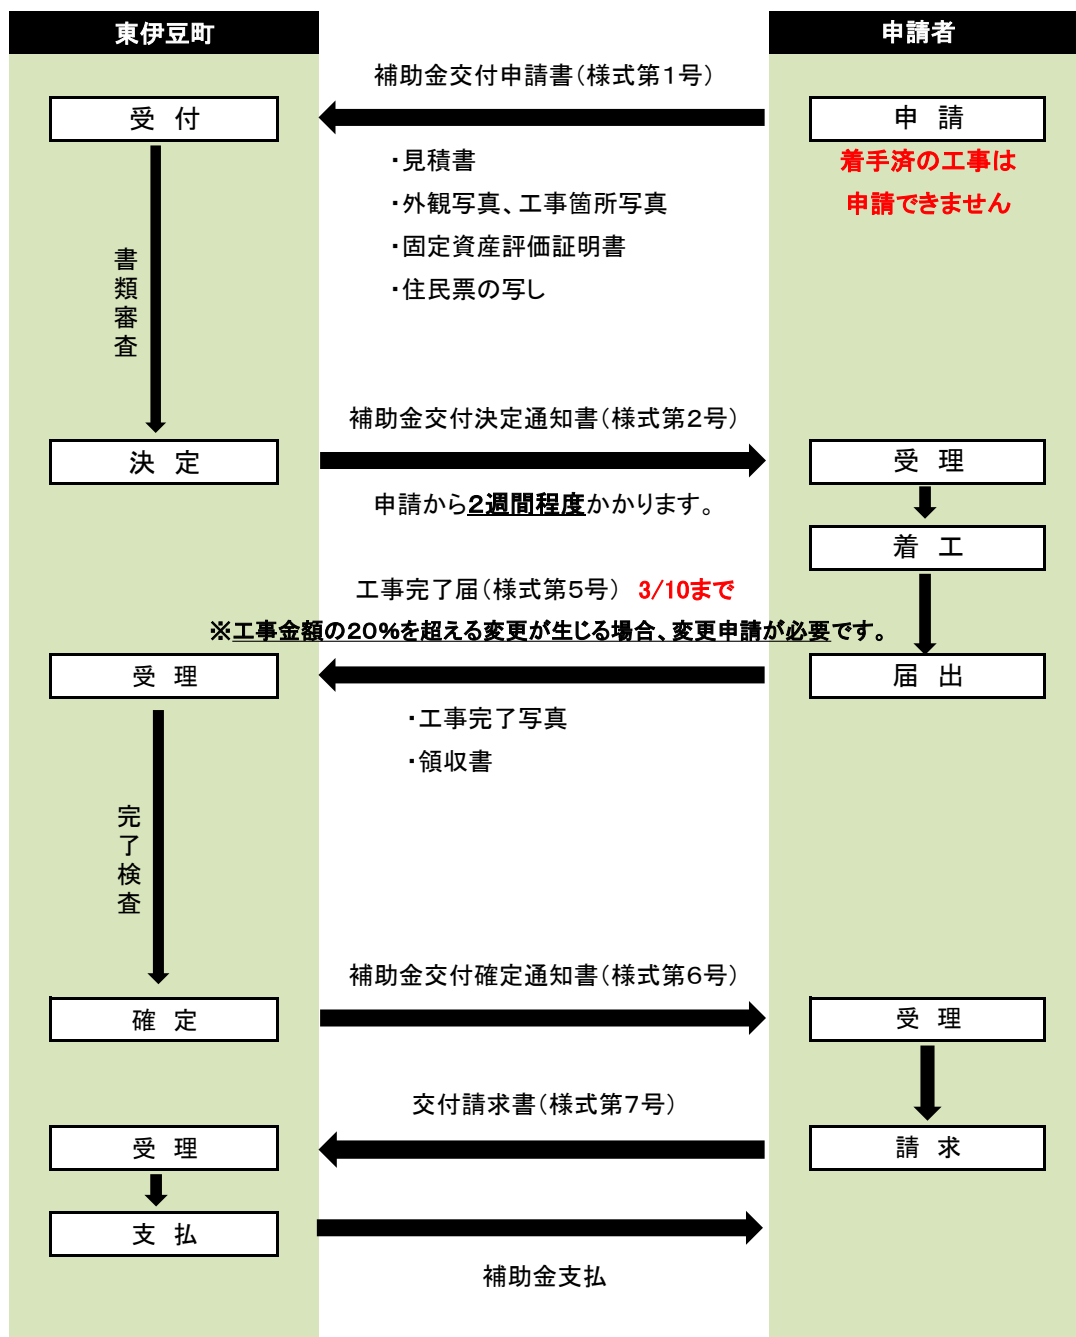 東伊豆町
申請者
補助金交付申請書（様式第１号）
受　付
申　請
・見積書
・外観写真、工事箇所写真
・固定資産評価証明書
・住民票の写し
着手済の工事は
申請できません
書類審査
補助金交付決定通知書（様式第２号）
決　定
受　理
申請から２週間程度かかります。
着　工
工事完了届（様式第５号）　3/10まで
※工事金額の２０％を超える変更が生じる場合、変更申請が必要です。
受　理
届　出
・工事完了写真
・領収書
完了検査
補助金交付確定通知書（様式第６号）
確　定
受　理
交付請求書（様式第７号）
受　理
請　求
支　払
補助金支払